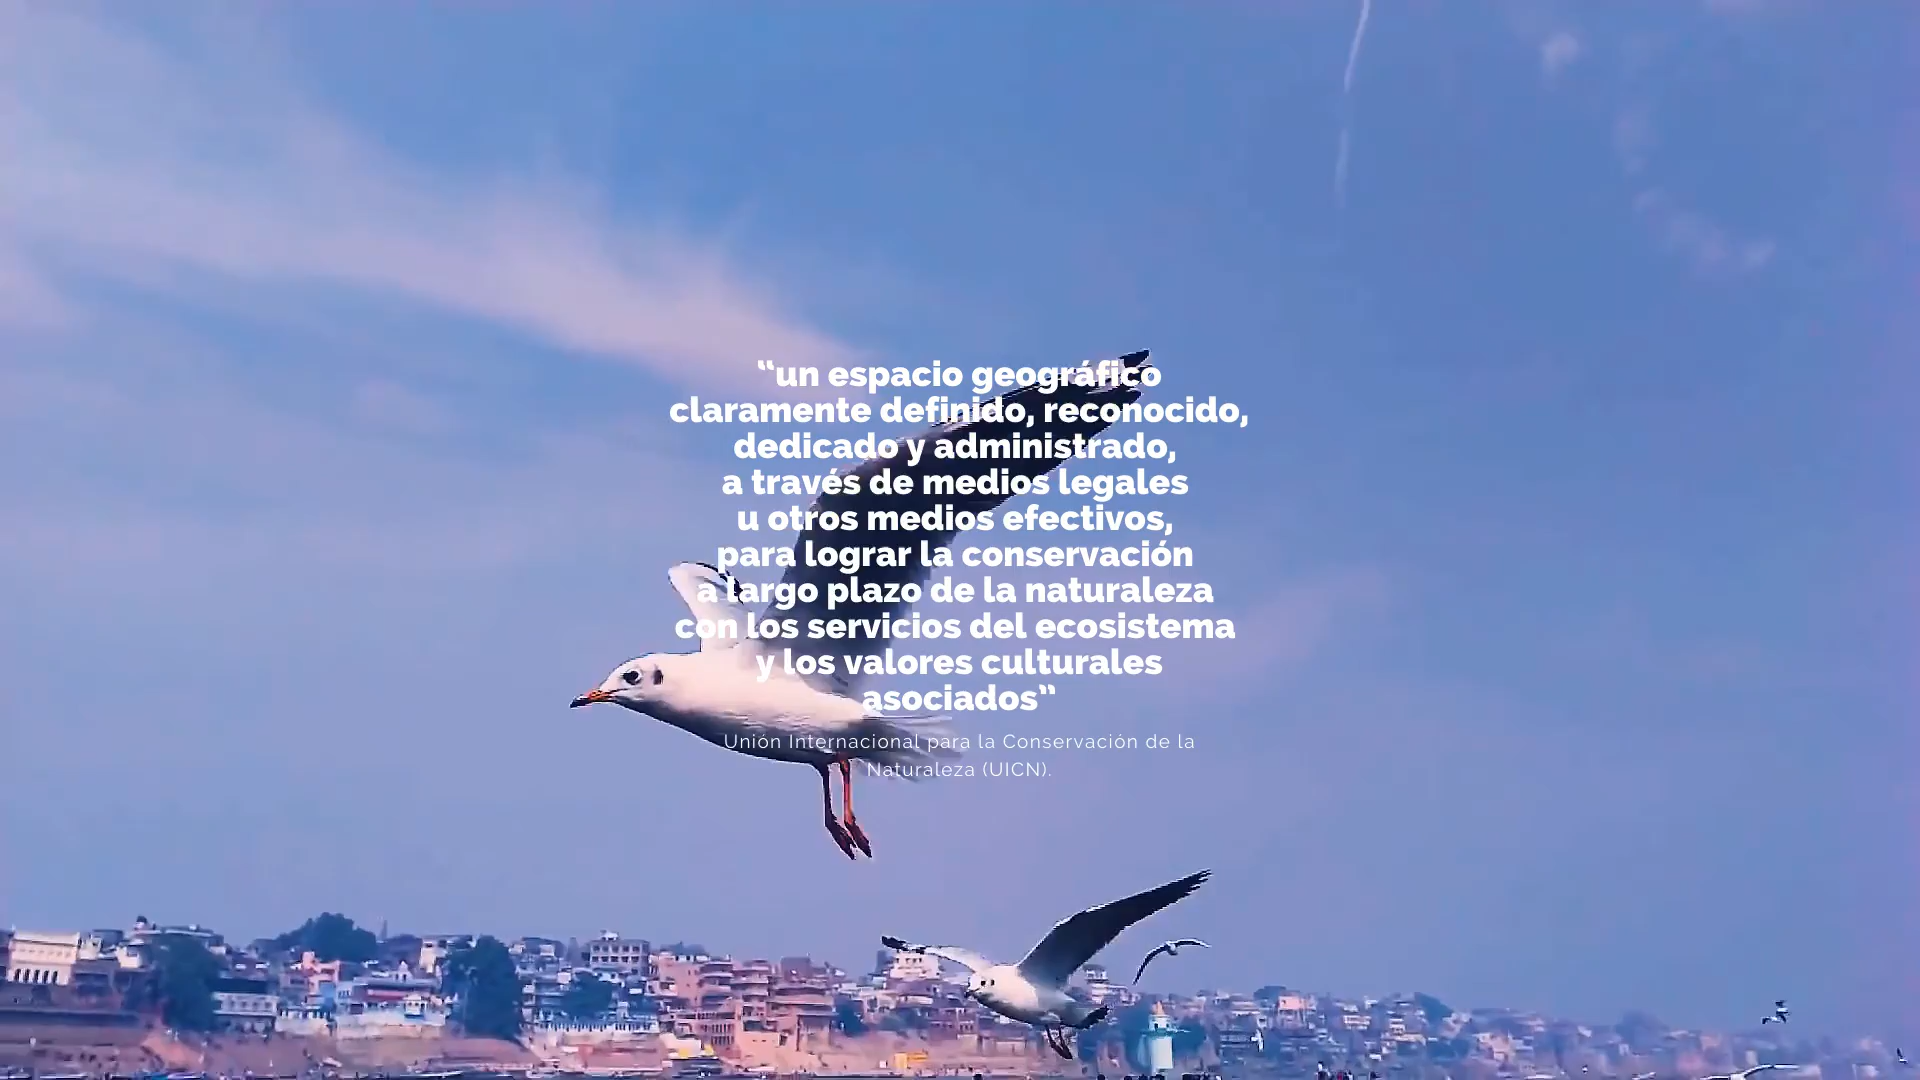 “un espacio geográfico
claramente definido, reconocido,
dedicado y administrado,
a través de medios legales
u otros medios efectivos,
para lograr la conservación
a largo plazo de la naturaleza
con los servicios del ecosistema
y los valores culturales
asociados”
Unión Internacional para la Conservación de la
Naturaleza (UICN).